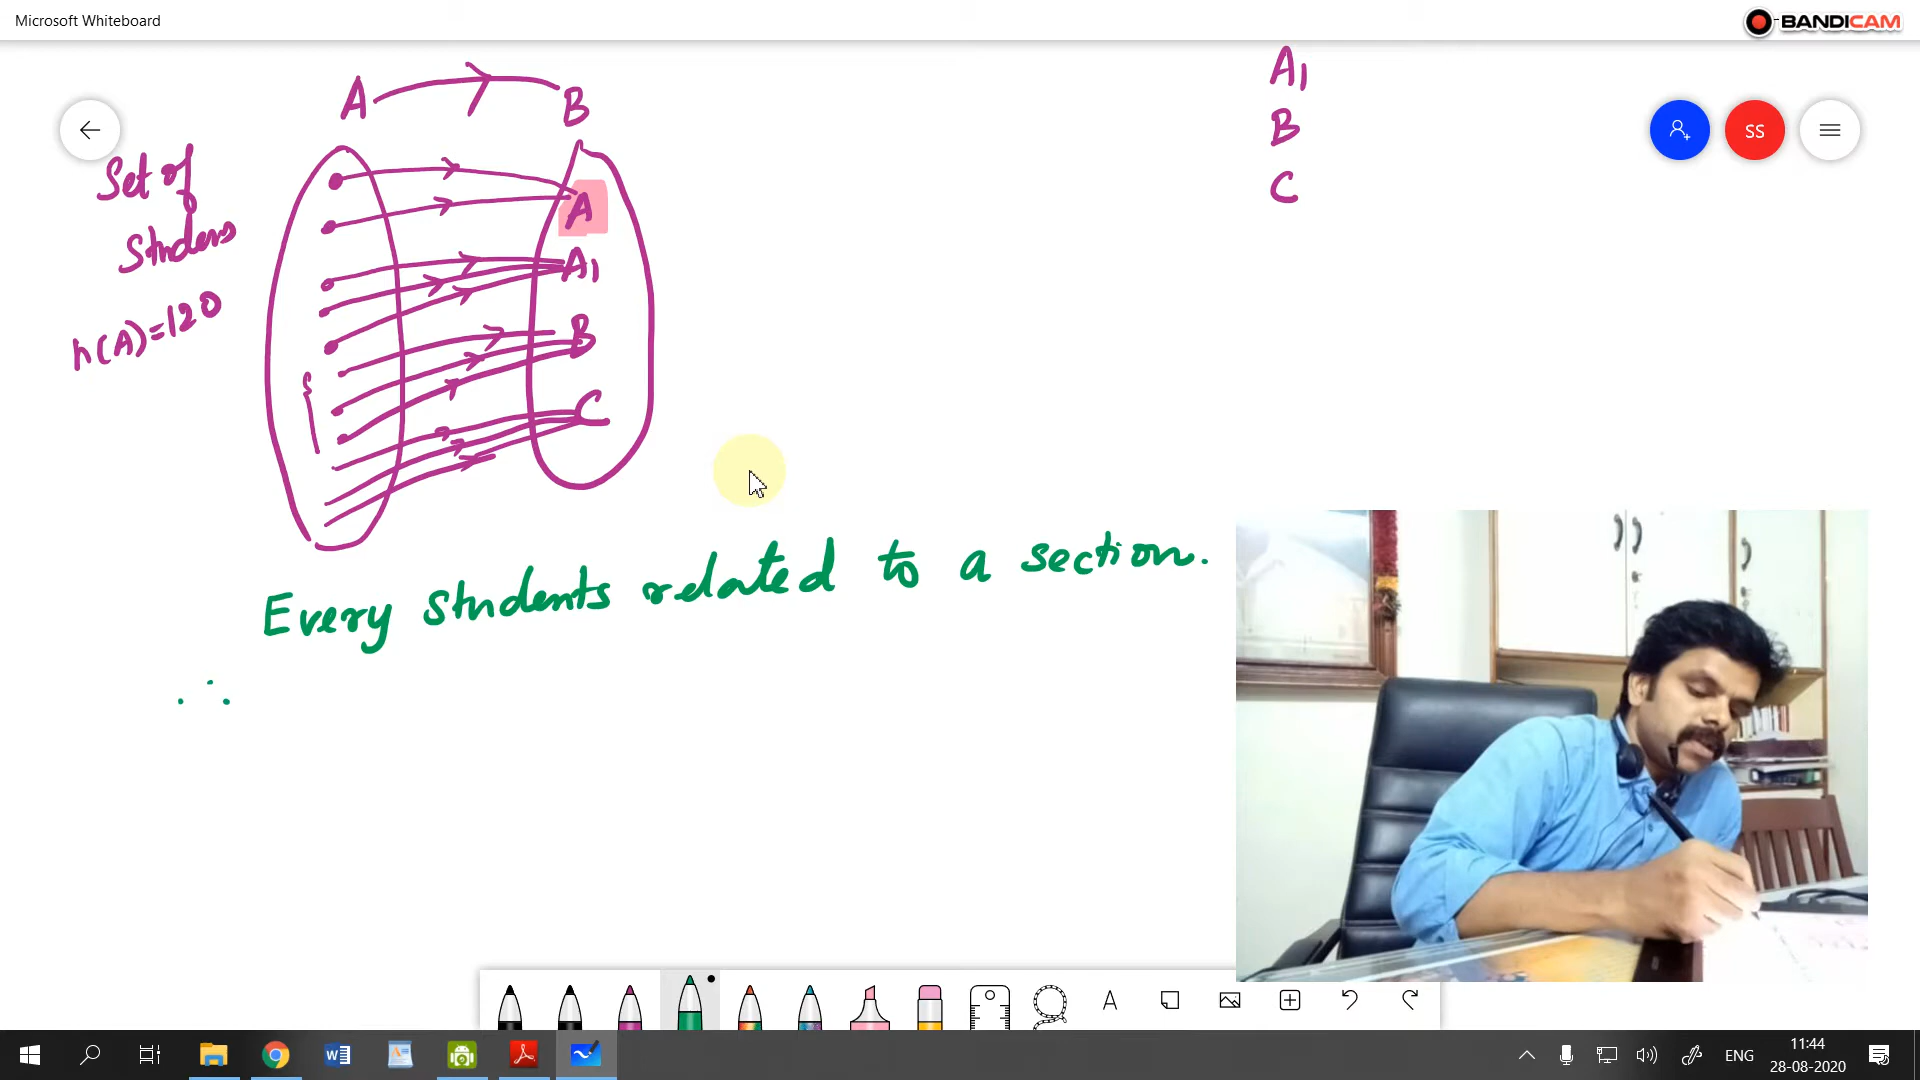 Microsoft Whiteboard
BANDICAM
A
B
A1
B
C
SS
Set of
Studens
n(A)=120
A
A1
B
C
Every students related to a section.
∴
A
ENG
11:44
28-08-2020